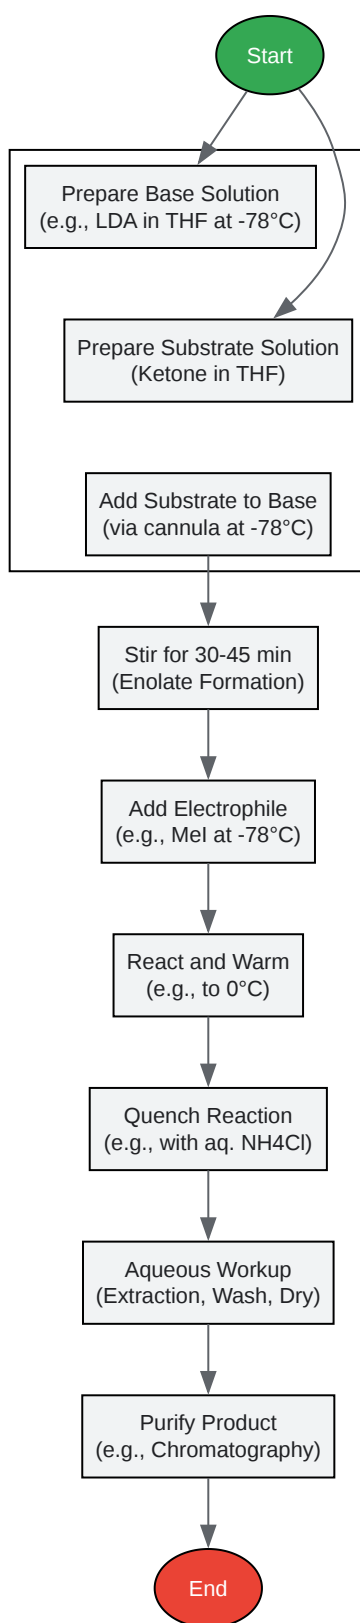 Start
Prepare Base Solution
(e.g., LDA in THF at -78°C)
Prepare Substrate Solution
(Ketone in THF)
Add Substrate to Base
(via cannula at -78°C)
Stir for 30-45 min
(Enolate Formation)
Add Electrophile
(e.g., MeI at -78°C)
React and Warm
(e.g., to 0°C)
Quench Reaction
(e.g., with aq. NH4Cl)
Aqueous Workup
(Extraction, Wash, Dry)
Purify Product
(e.g., Chromatography)
End